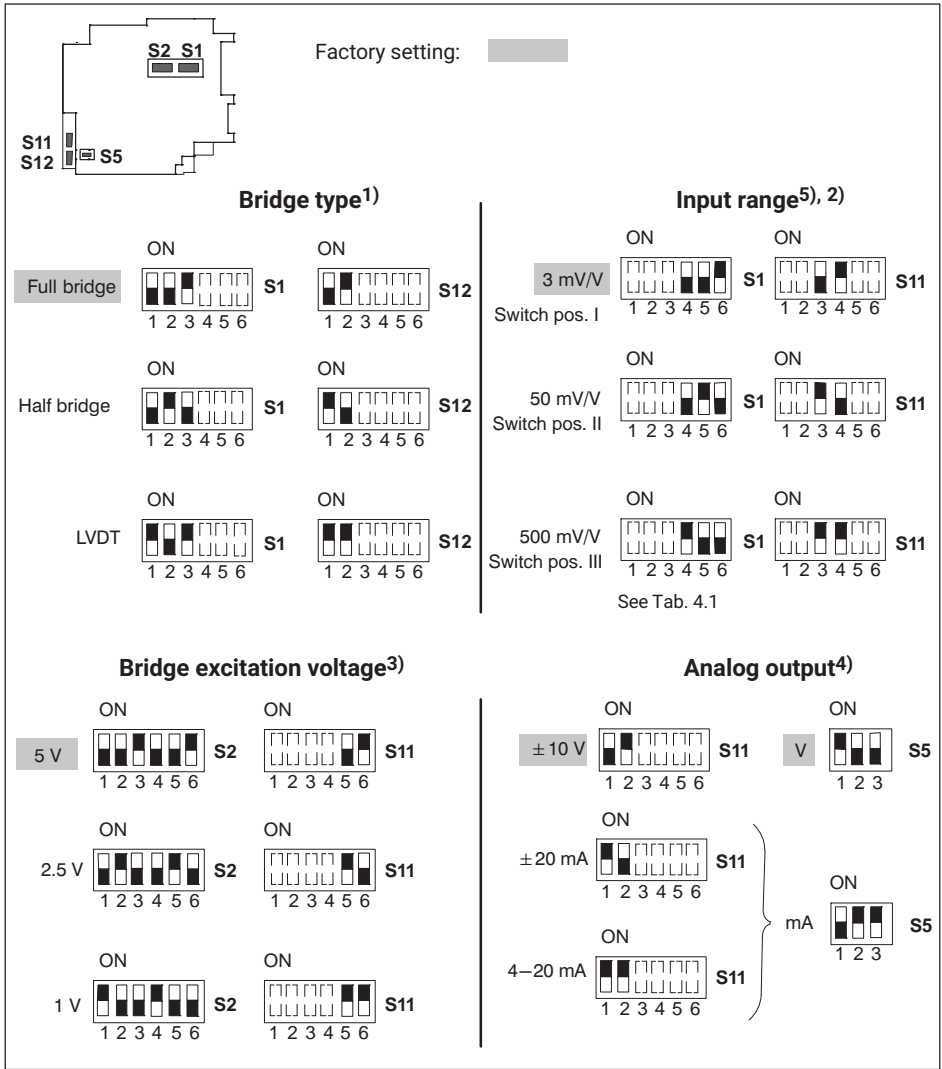 S2 S1
Factory setting:
S11
S12
S5
Bridge type1)
ON
ON
Full bridge
S1
S12
1 2 3 4 5 6
1 2 3 4 5 6
ON
ON
Half bridge
S1
S12
1 2 3 4 5 6
1 2 3 4 5 6
ON
ON
LVDT
S1
S12
1 2 3 4 5 6
1 2 3 4 5 6
Input range5), 2)
ON
ON
3 mV/V
Switch pos. I
S1
S11
1 2 3 4 5 6
1 2 3 4 5 6
ON
ON
50 mV/V
Switch pos. II
S1
S11
1 2 3 4 5 6
1 2 3 4 5 6
ON
ON
500 mV/V
Switch pos. III
S1
S11
1 2 3 4 5 6
1 2 3 4 5 6
See Tab. 4.1
Bridge excitation voltage3)
ON
ON
5 V
S2
S11
1 2 3 4 5 6
1 2 3 4 5 6
ON
ON
2.5 V
S2
S11
1 2 3 4 5 6
1 2 3 4 5 6
ON
ON
1 V
S2
S11
1 2 3 4 5 6
1 2 3 4 5 6
Analog output4)
ON
ON
±10 V
S11
V
S5
1 2 3 4 5 6
1 2 3
ON
±20 mA
S11
1 2 3 4 5 6
ON
mA
S5
1 2 3
ON
4–20 mA
S11
1 2 3 4 5 6